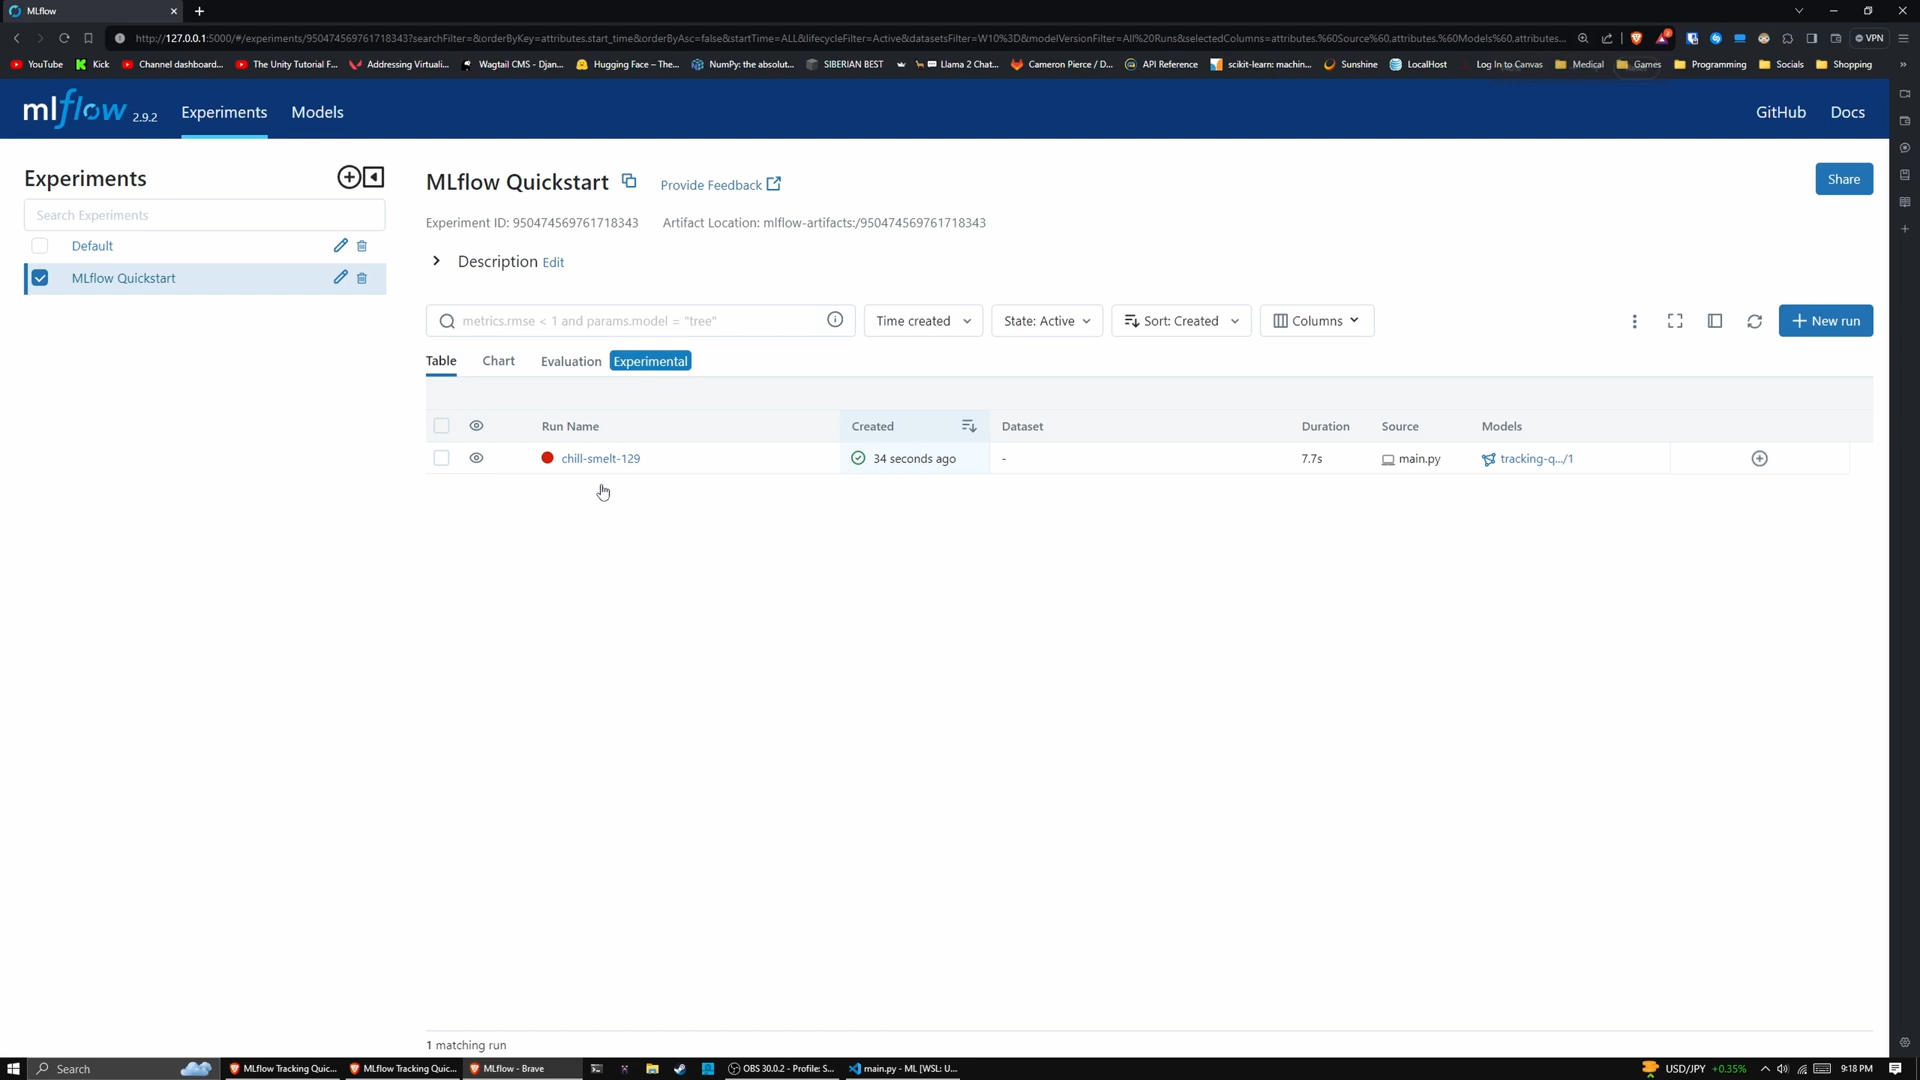 MLflow
http://127.0.0.1:5000/#/experiments/950474569761718343?searchFilter=&orderByKey=attributes.start_time&orderByAsc=false&startTime=ALL&lifecycleFilter=Active&datasetsFilter=W10%3D&modelVersionFilter=All%20Runs&selectedColumns=attributes.%60Source%60,attributes.%60Models%60,attributes...
VPN
YouTube Kick Channel dashboard... The Unity Tutorial F... Addressing Virtuali... Wagtail CMS - Djan... Hugging Face – The... NumPy: the absolut... SIBERIAN BEST Llama 2 Chat... Cameron Pierce / D... API Reference scikit-learn: machin... Sunshine LocalHost Log In to Canvas Medical Games Programming Socials Shopping
mlflow 2.9.2 Experiments Models GitHub Docs
Experiments
Search Experiments
Default
MLflow Quickstart
MLflow Quickstart Provide Feedback Share
Experiment ID: 950474569761718343 Artifact Location: mlflow-artifacts:/950474569761718343
Description Edit
metrics.rmse < 1 and params.model = "tree" Time created State: Active Sort: Created Columns New run
Table Chart Evaluation Experimental
Run Name Created Dataset Duration Source Models
chill-smelt-129 34 seconds ago - 7.7s main.py tracking-q.../1
1 matching run
Search MLflow Tracking Quic... MLflow Tracking Quic... MLflow - Brave OBS 30.0.2 - Profile: S... main.py - ML [WSL: U... USD/JPY +0.35% 9:18 PM